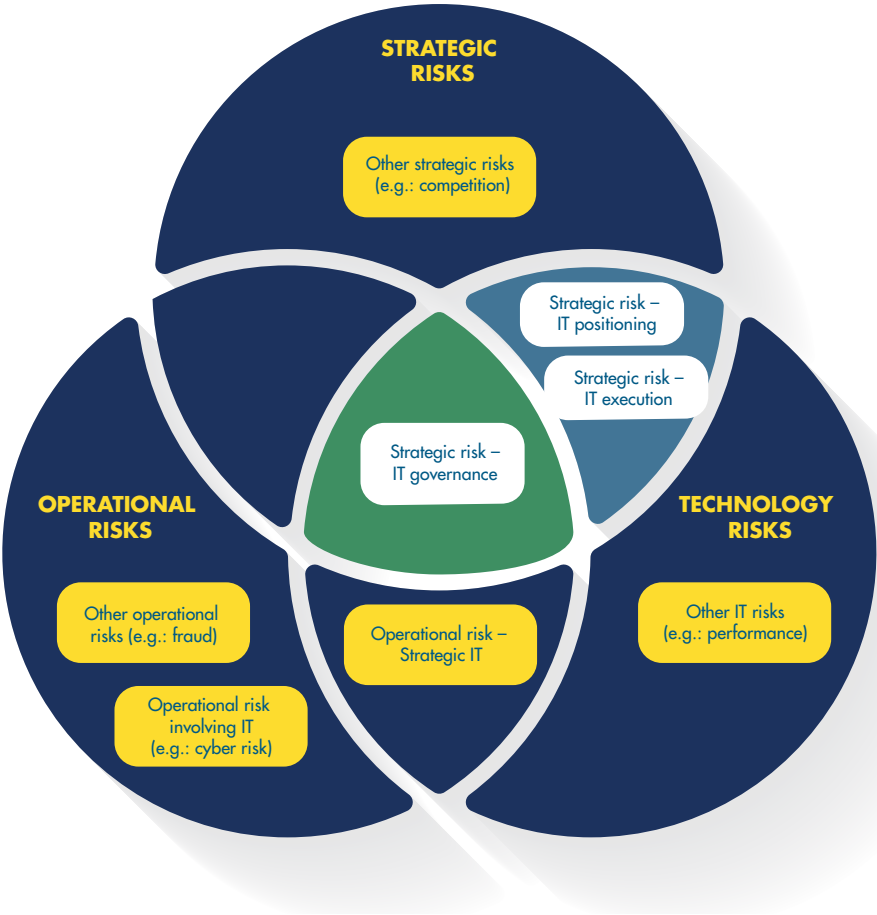 STRATEGIC
RISKS
Other strategic risks
(e.g.: competition)
Strategic risk –
IT positioning
Strategic risk –
IT execution
Strategic risk –
IT governance
OPERATIONAL
RISKS
TECHNOLOGY
RISKS
Other operational
risks (e.g.: fraud)
Operational risk –
Strategic IT
Other IT risks
(e.g.: performance)
Operational risk
involving IT
(e.g.: cyber risk)